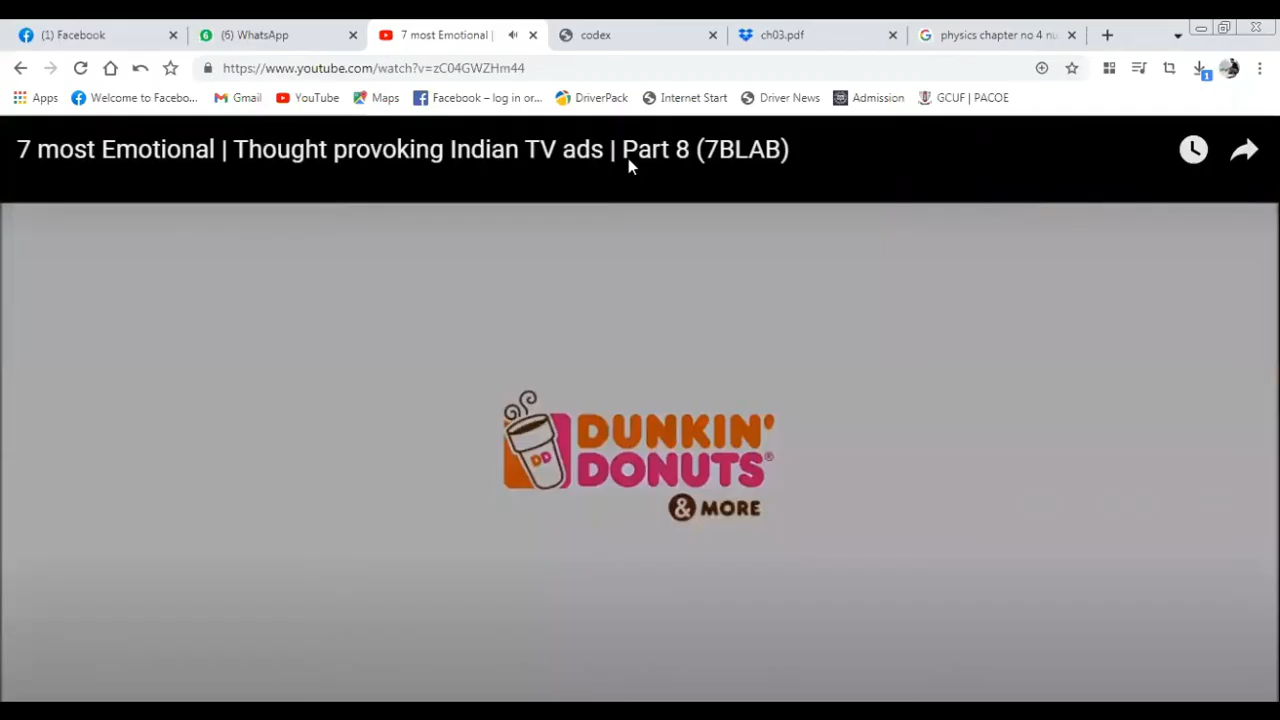 (1) Facebook
(6) WhatsApp
7 most Emotional |
codex
ch03.pdf
physics chapter no 4 nu
https://www.youtube.com/watch?v=zC04GWZHm44
1
Apps
Welcome to Facebo...
Gmail
YouTube
Maps
Facebook – log in or...
DriverPack
Internet Start
Driver News
Admission
GCUF | PACOE
7 most Emotional | Thought provoking Indian TV ads | Part 8 (7BLAB)
DD
DUNKIN'
DONUTS®
& MORE